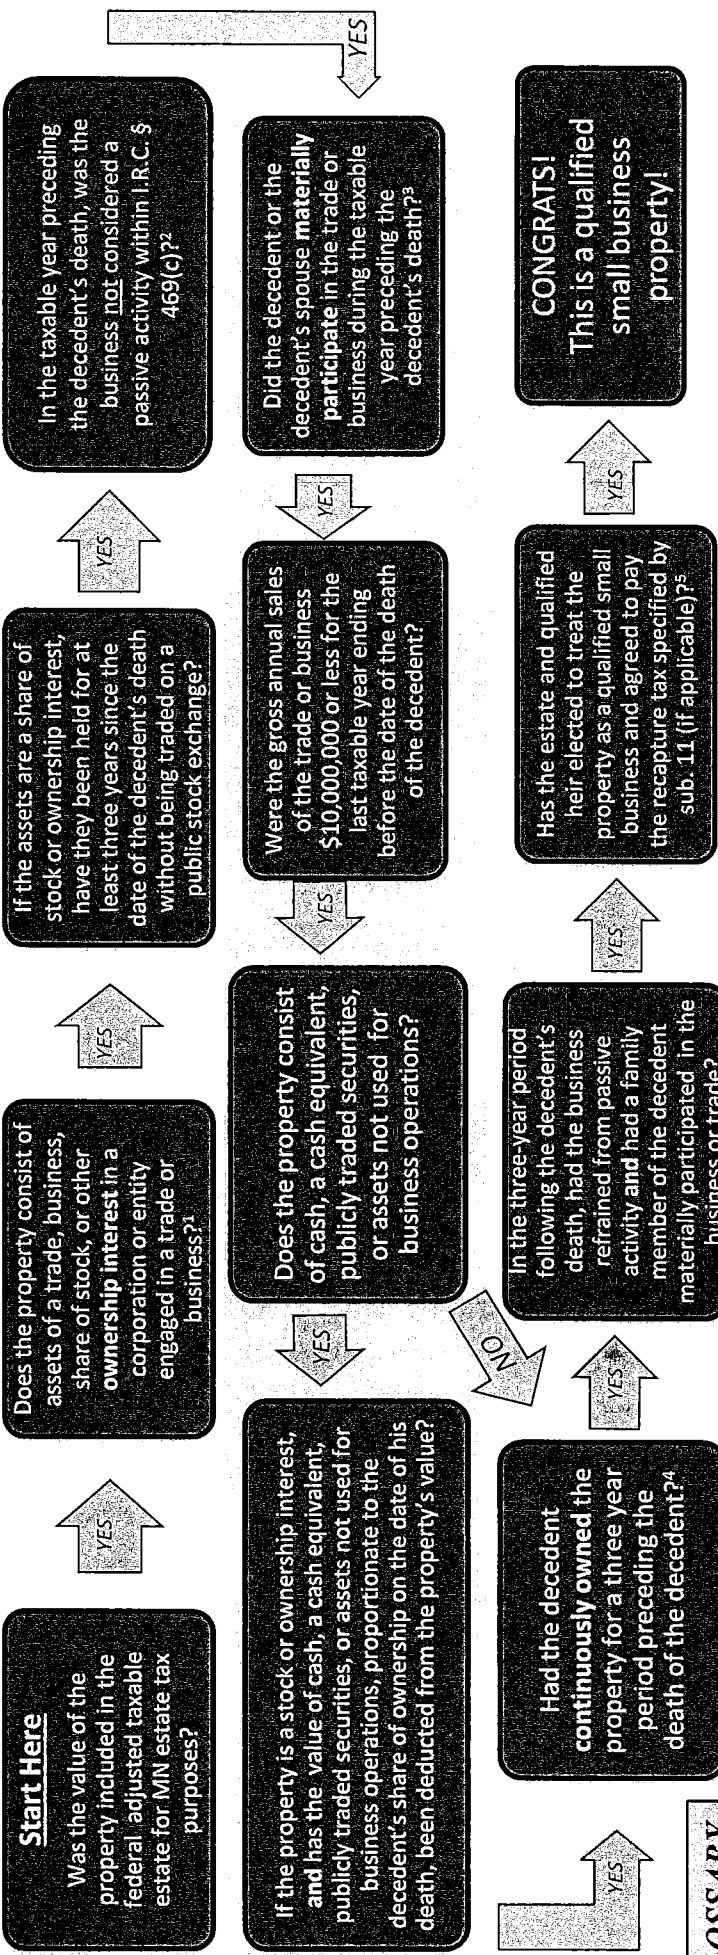 Start Here
Was the value of the
property included in the
federal adjusted taxable
estate for MN estate tax
purposes?
YES
Does the property consist of
assets of a trade, business,
share of stock, or other
ownership interest in a
corporation or entity
engaged in a trade or
business?¹
YES
If the assets are a share of
stock or ownership interest,
have they been held for at
least three years since the
date of the decedent's death
without being traded on a
public stock exchange?
YES
In the taxable year preceding
the decedent's death, was the
business not considered a
passive activity within I.R.C. §
469(c)?²
YES
Did the decedent or the
decedent's spouse materially
participate in the trade or
business during the taxable
year preceding the
decedent's death?³
YES
Were the gross annual sales
of the trade or business
$10,000,000 or less for the
last taxable year ending
before the date of the death
of the decedent?
YES
Does the property consist
of cash, a cash equivalent,
publicly traded securities,
or assets not used for
business operations?
YES
NO
If the property is a stock or ownership interest,
and has the value of cash, a cash equivalent,
publicly traded securities, or assets not used for
business operations, proportionate to the
decedent's share of ownership on the date of his
death, been deducted from the property's value?
YES
Had the decedent
continuously owned the
property for a three year
period preceding the
death of the decedent?⁴
YES
In the three-year period
following the decedent's
death, had the business
refrained from passive
activity and had a family
member of the decedent
materially participated in the
business or trade?
YES
Has the estate and qualified
heir elected to treat the
property as a qualified small
business and agreed to pay
the recapture tax specified by
sub. 11 (if applicable)?⁵
YES
CONGRATS!
This is a qualified
small business
property!